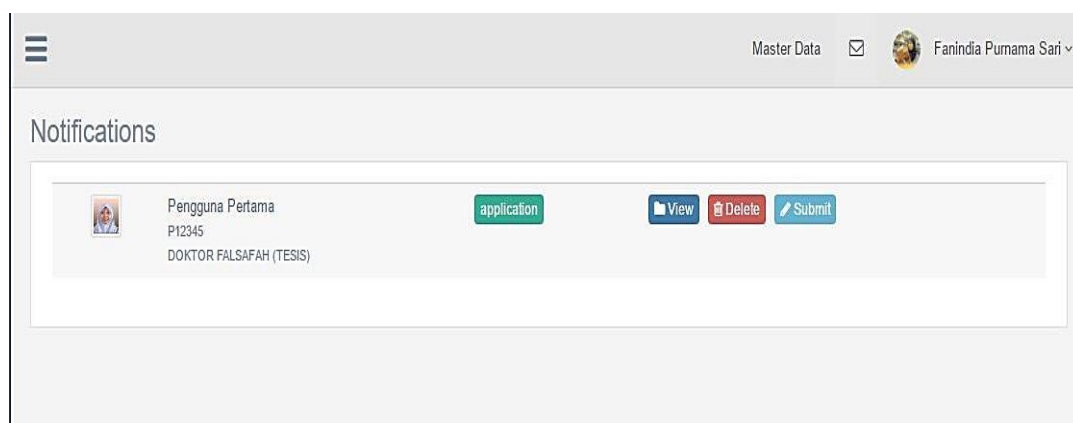 Master Data
Fanindia Purnama Sari
Notifications
Pengguna Pertama
application
View
Delete
Submit
P12345
DOKTOR FALSAFAH (TESIS)